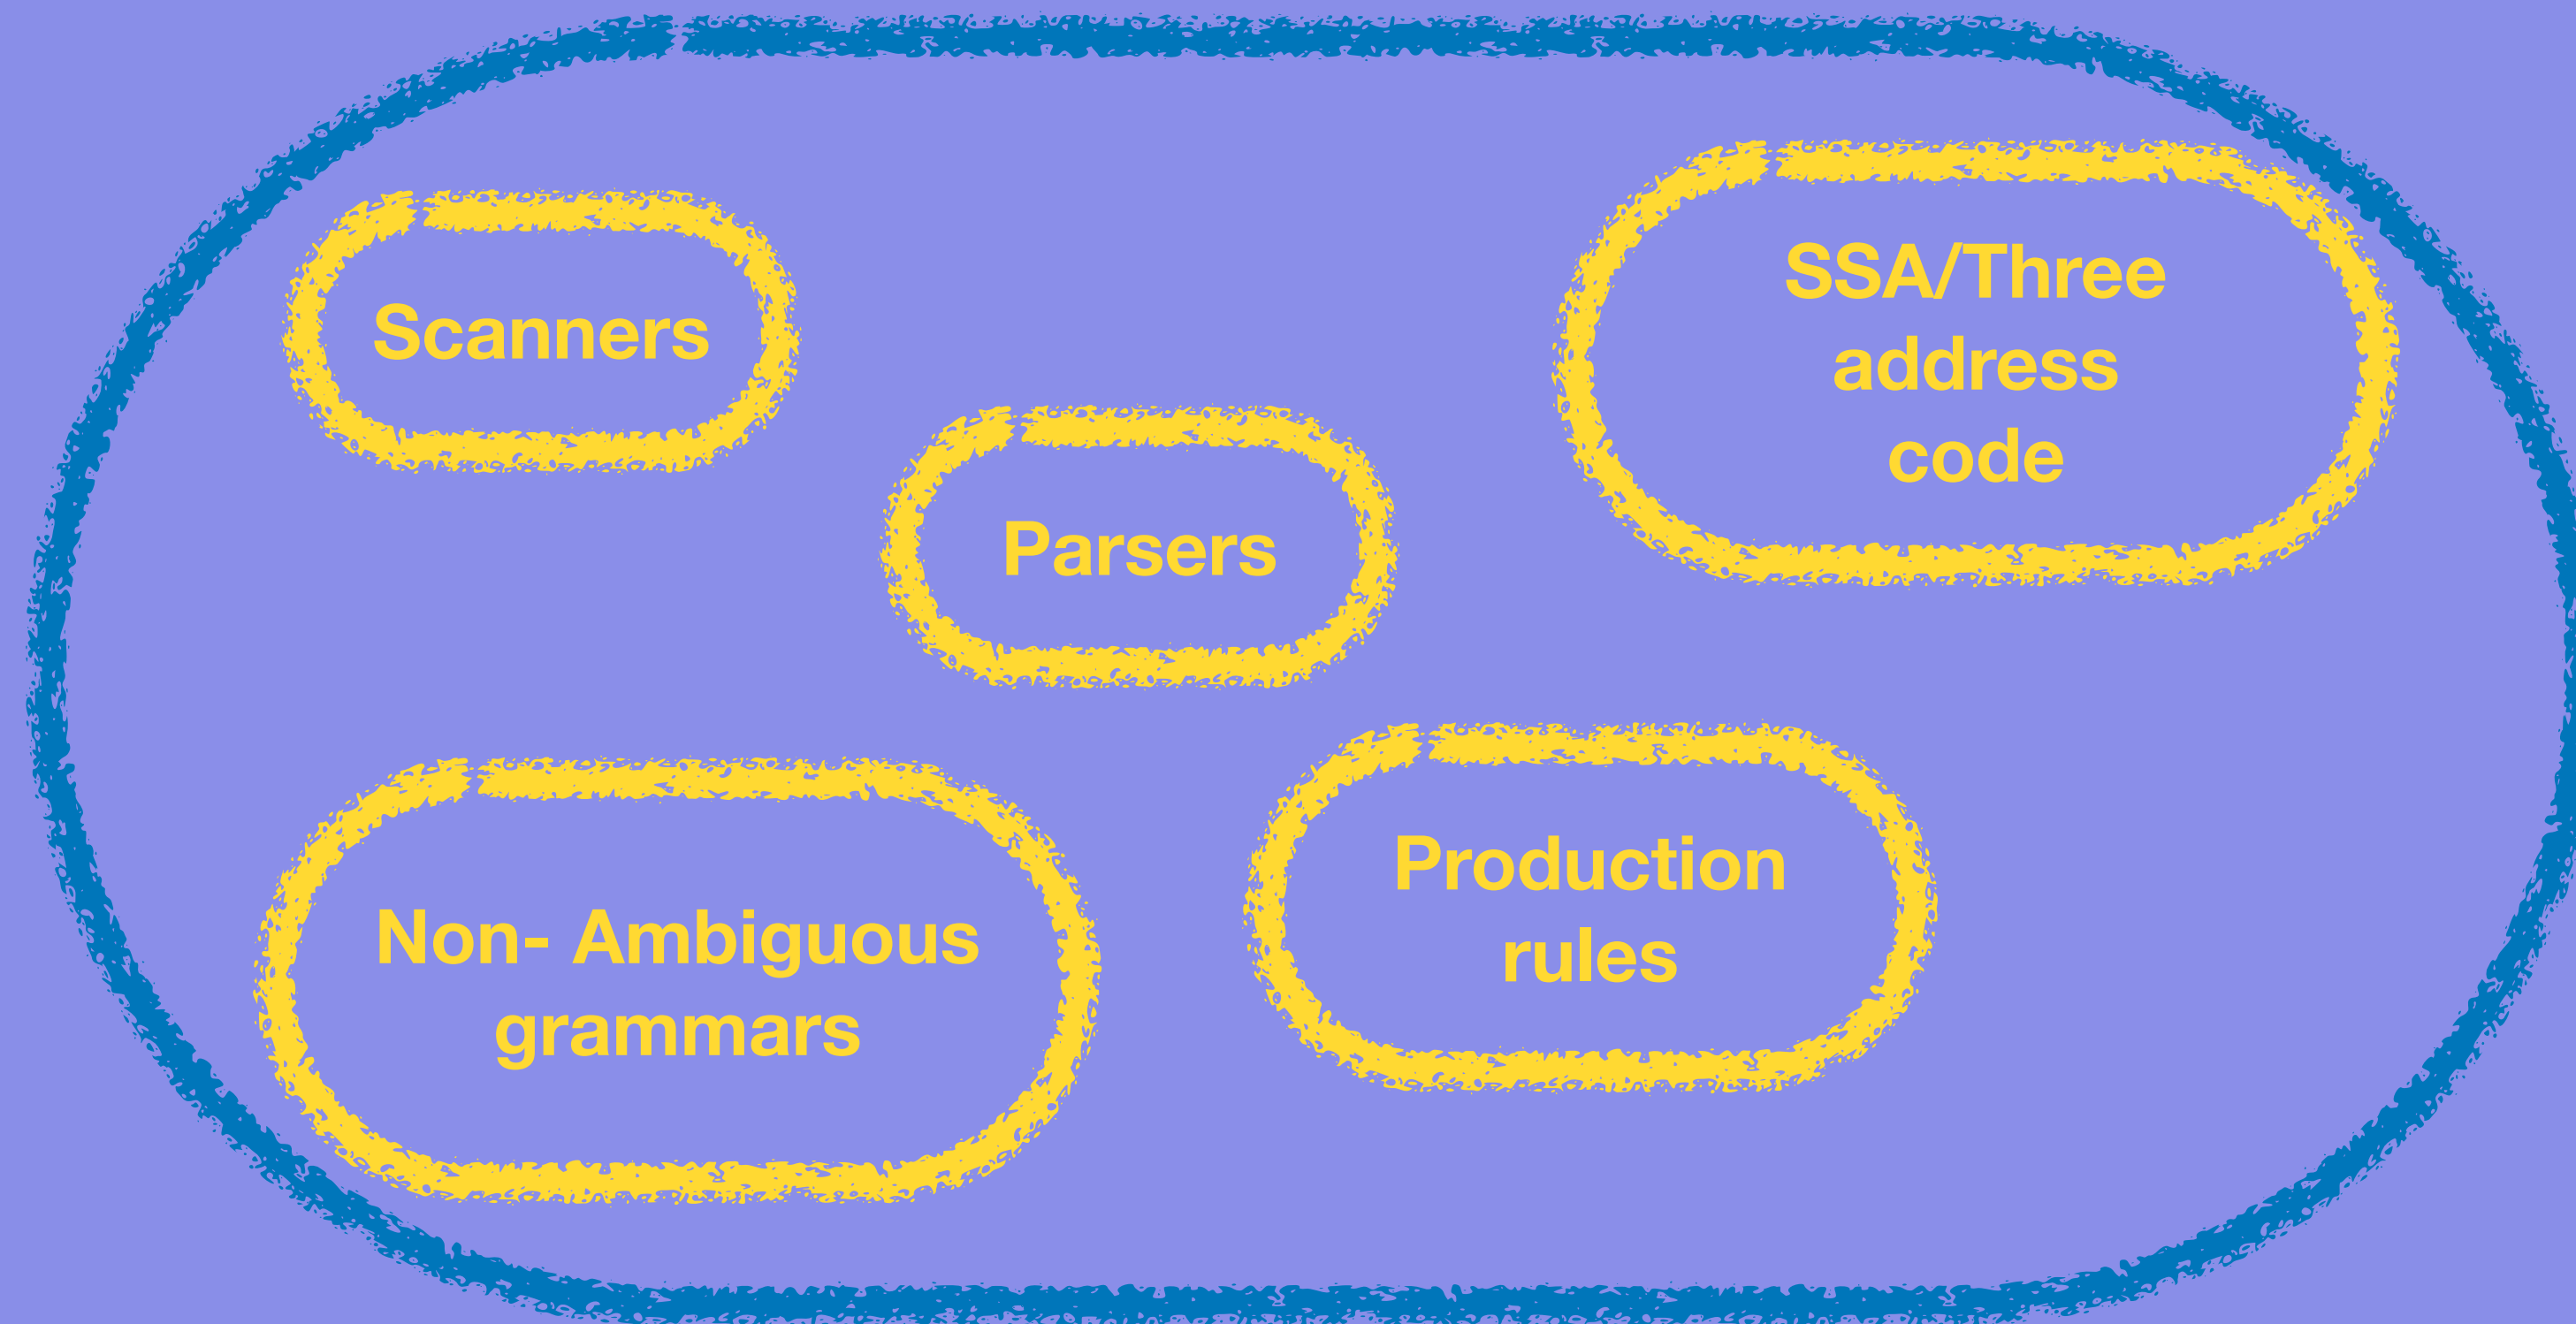 Scanners
SSA/Three
address
code
Parsers
Non- Ambiguous
grammars
Production
rules